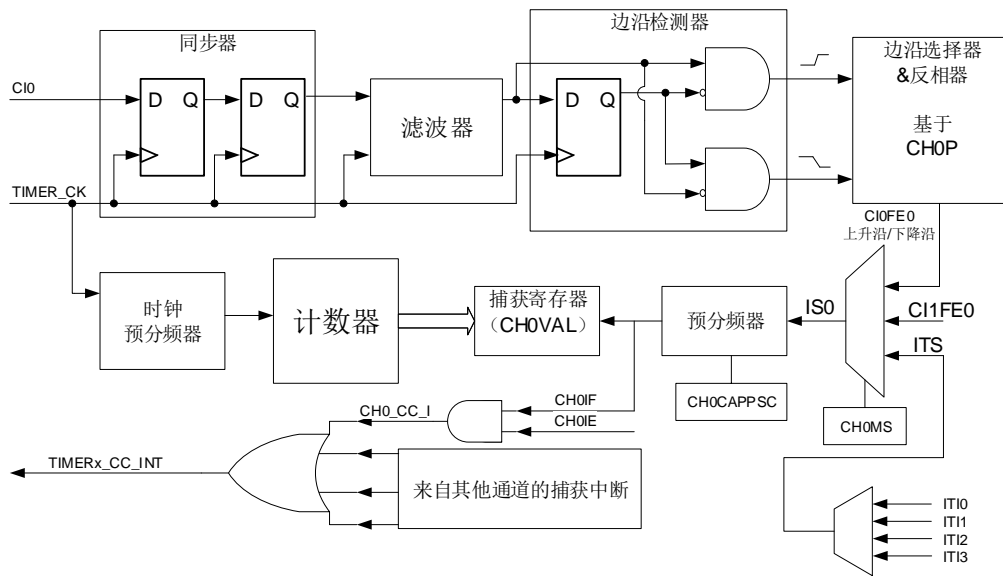 同步器
边沿检测器
CI0
D
Q
D
Q
滤波器
D
Q
边沿选择器
&反相器
基于
CH0P
TIMER_CK
CI0FE0
上升沿/下降沿
时钟
预分频器
计数器
捕获寄存器
（CH0VAL）
预分频器
IS0
CI1FE0
ITS
CH0CAPPSC
CH0MS
CH0_CC_I
CH0IF
CH0IE
TIMERx_CC_INT
来自其他通道的捕获中断
ITI0
ITI1
ITI2
ITI3